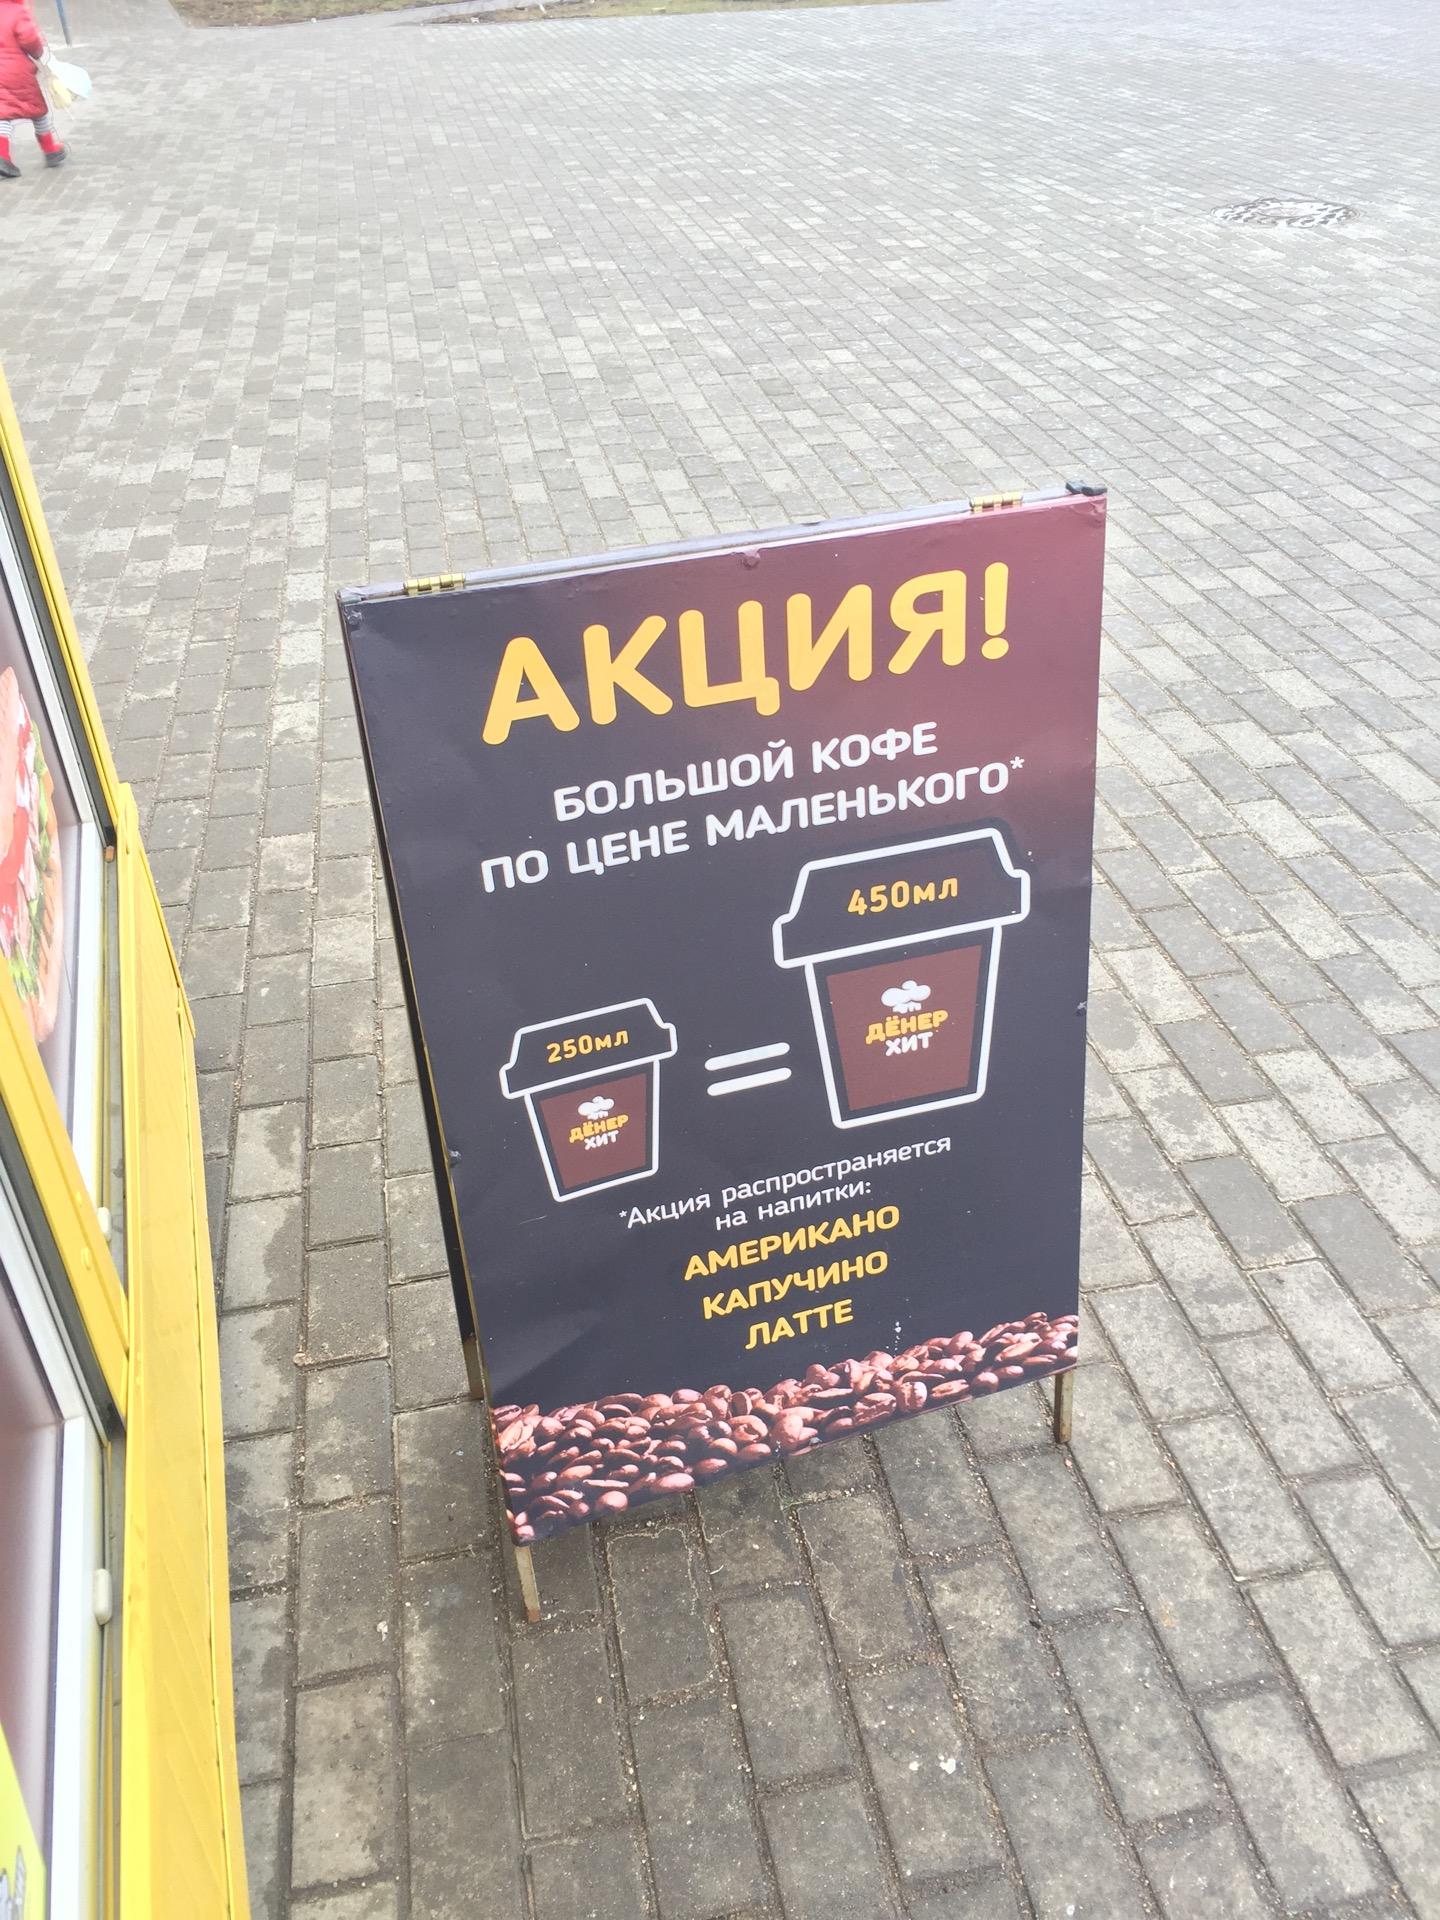 АКЦИЯ!
БОЛЬШОЙ КОФЕ
ПО ЦЕНЕ МАЛЕНЬКОГО*
450мл
ДЁНЕР
ХИТ
250мл
ДЁНЕР
ХИТ
*Акция распространяется
на напитки:
АМЕРИКАНО
КАПУЧИНО
ЛАТТЕ